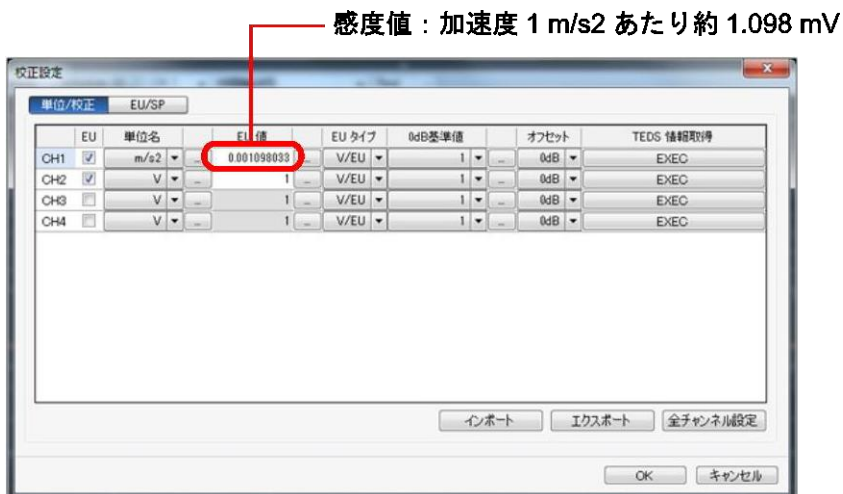 感度値：加速度 1 m/s2 あたり約 1.098 mV
校正設定
単位/校正 EU/SP
EU 単位名 EU 値 EU タイプ 0dB基準値 オフセット TEDS 情報取得
CH1 m/s2 ... 0.001098033 ... V/EU 1 ... 0dB EXEC
CH2 V ... 1 ... V/EU 1 ... 0dB EXEC
CH3 V ... 1 ... V/EU 1 ... 0dB EXEC
CH4 V ... 1 ... V/EU 1 ... 0dB EXEC
インポート エクスポート 全チャンネル設定
OK キャンセル